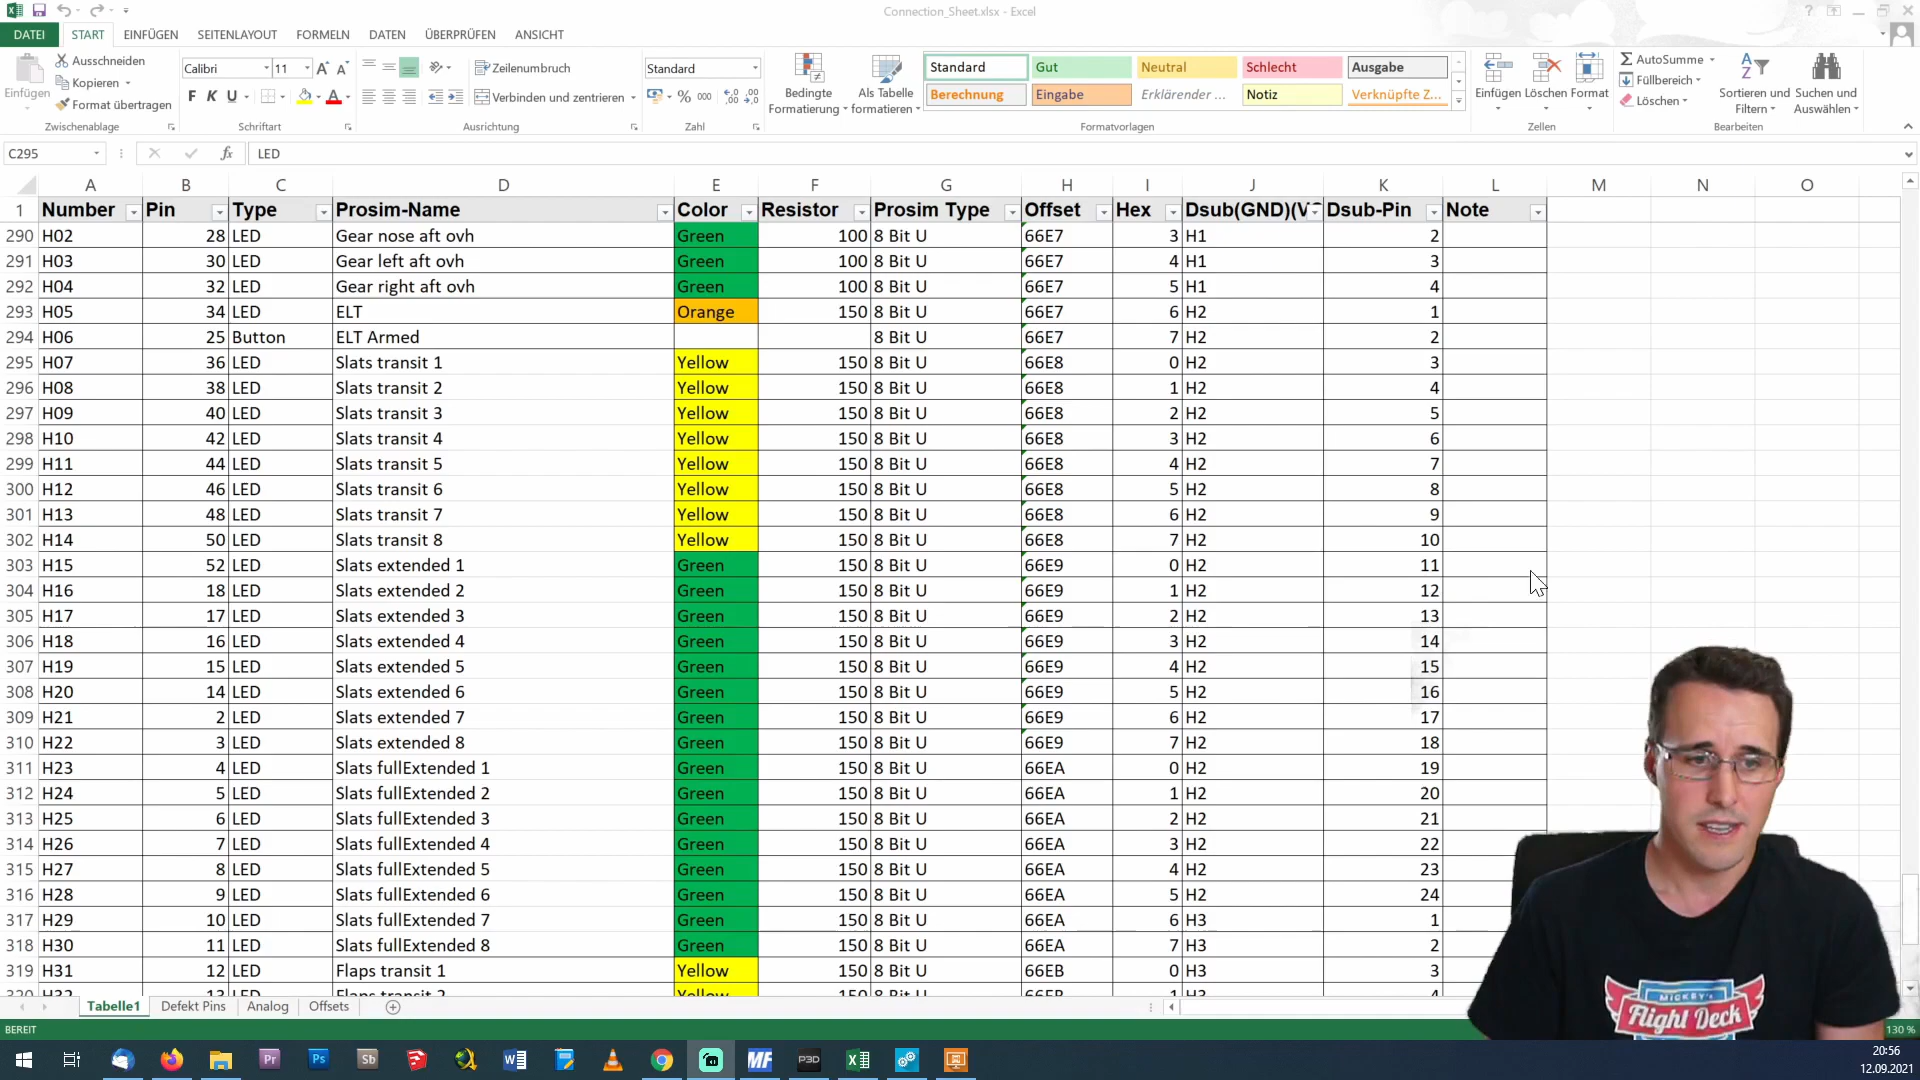 Connection_Sheet.xlsx - Excel
DATEI START EINFÜGEN SEITENLAYOUT FORMELN DATEN ÜBERPRÜFEN ANSICHT
Einfügen Ausschneiden Kopieren Format übertragen Zwischenablage
Calibri 11 F K U Schriftart
Zeilenumbruch Verbinden und zentrieren Ausrichtung
Standard % 000 Zahl
Bedingte Formatierung Als Tabelle formatieren
Standard Gut Neutral Schlecht Ausgabe
Berechnung Eingabe Erklärender ... Notiz Verknüpfte Z...
Formatvorlagen
Einfügen Löschen Format Zellen
AutoSumme Füllbereich Löschen Sortieren und Filtern Suchen und Auswählen Bearbeiten
C295 fx LED
A B C D E F G H I J K L M N O
1 Number Pin Type Prosim-Name Color Resistor Prosim Type Offset Hex Dsub(GND)(V Dsub-Pin Note
290 H02 28 LED Gear nose aft ovh Green 100 8 Bit U 66E7 3 H1 2
291 H03 30 LED Gear left aft ovh Green 100 8 Bit U 66E7 4 H1 3
292 H04 32 LED Gear right aft ovh Green 100 8 Bit U 66E7 5 H1 4
293 H05 34 LED ELT Orange 150 8 Bit U 66E7 6 H2 1
294 H06 25 Button ELT Armed 8 Bit U 66E7 7 H2 2
295 H07 36 LED Slats transit 1 Yellow 150 8 Bit U 66E8 0 H2 3
296 H08 38 LED Slats transit 2 Yellow 150 8 Bit U 66E8 1 H2 4
297 H09 40 LED Slats transit 3 Yellow 150 8 Bit U 66E8 2 H2 5
298 H10 42 LED Slats transit 4 Yellow 150 8 Bit U 66E8 3 H2 6
299 H11 44 LED Slats transit 5 Yellow 150 8 Bit U 66E8 4 H2 7
300 H12 46 LED Slats transit 6 Yellow 150 8 Bit U 66E8 5 H2 8
301 H13 48 LED Slats transit 7 Yellow 150 8 Bit U 66E8 6 H2 9
302 H14 50 LED Slats transit 8 Yellow 150 8 Bit U 66E8 7 H2 10
303 H15 52 LED Slats extended 1 Green 150 8 Bit U 66E9 0 H2 11
304 H16 18 LED Slats extended 2 Green 150 8 Bit U 66E9 1 H2 12
305 H17 17 LED Slats extended 3 Green 150 8 Bit U 66E9 2 H2 13
306 H18 16 LED Slats extended 4 Green 150 8 Bit U 66E9 3 H2 14
307 H19 15 LED Slats extended 5 Green 150 8 Bit U 66E9 4 H2 15
308 H20 14 LED Slats extended 6 Green 150 8 Bit U 66E9 5 H2 16
309 H21 2 LED Slats extended 7 Green 150 8 Bit U 66E9 6 H2 17
310 H22 3 LED Slats extended 8 Green 150 8 Bit U 66E9 7 H2 18
311 H23 4 LED Slats fullExtended 1 Green 150 8 Bit U 66EA 0 H2 19
312 H24 5 LED Slats fullExtended 2 Green 150 8 Bit U 66EA 1 H2 20
313 H25 6 LED Slats fullExtended 3 Green 150 8 Bit U 66EA 2 H2 21
314 H26 7 LED Slats fullExtended 4 Green 150 8 Bit U 66EA 3 H2 22
315 H27 8 LED Slats fullExtended 5 Green 150 8 Bit U 66EA 4 H2 23
316 H28 9 LED Slats fullExtended 6 Green 150 8 Bit U 66EA 5 H2 24
317 H29 10 LED Slats fullExtended 7 Green 150 8 Bit U 66EA 6 H3 1
318 H30 11 LED Slats fullExtended 8 Green 150 8 Bit U 66EA 7 H3 2
319 H31 12 LED Flaps transit 1 Yellow 150 8 Bit U 66EB 0 H3 3
320 H32 13 LED Flaps transit 2 Yellow 150 8 Bit U 66EB 1 H3 4
Tabelle1 Defekt Pins Analog Offsets
MICKEY'S
Flight Deck
BEREIT 130 %
Pr Ps Sb MF P3D
20:56
12.09.2021